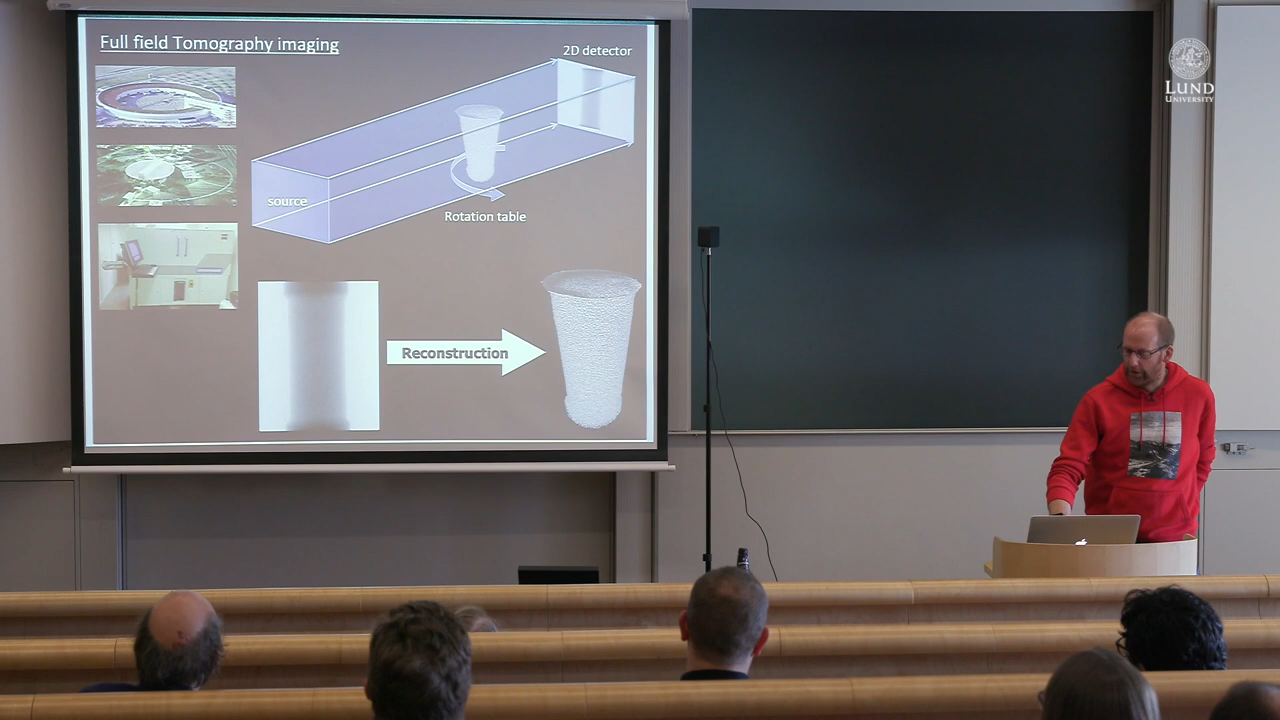 Full field Tomography imaging
2D detector
source
Rotation table
Reconstruction
LUND
UNIVERSITY